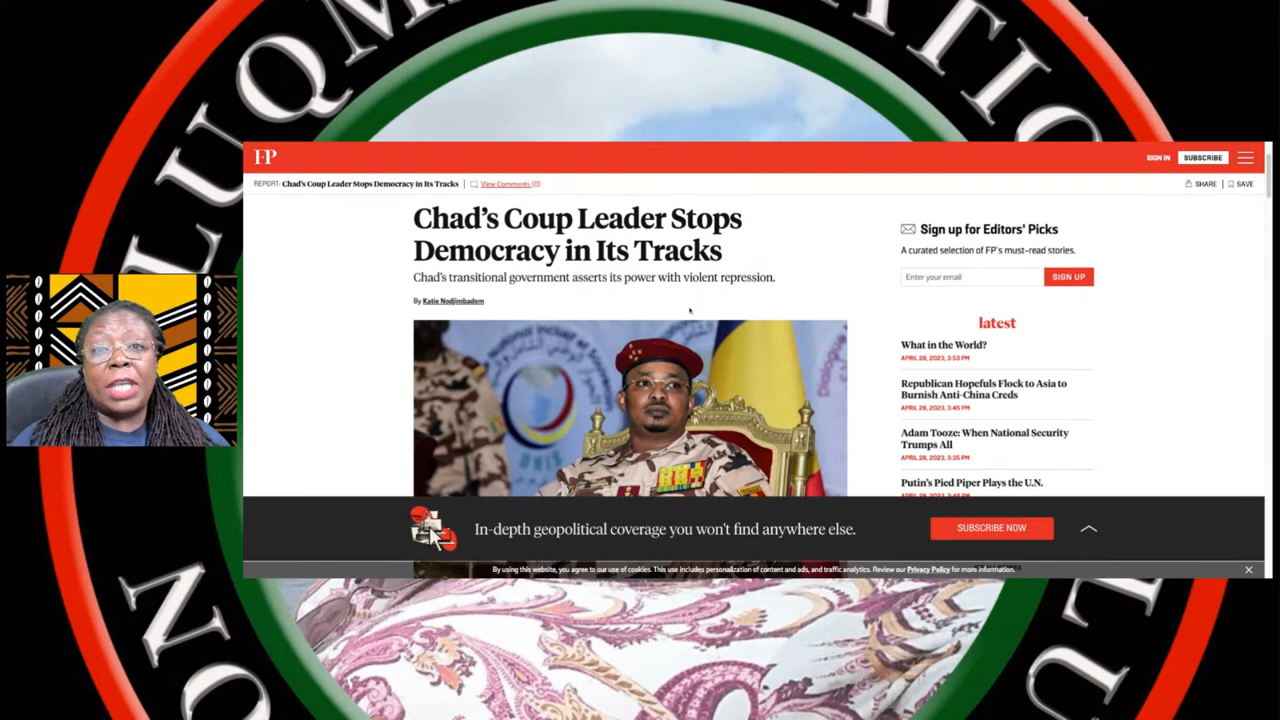 LUQM
ATIO
FP
SIGN IN
SUBSCRIBE
REPORT: Chad's Coup Leader Stops Democracy in Its Tracks
View Comments (0)
SHARE
SAVE
Chad's Coup Leader Stops
Democracy in Its Tracks
Chad's transitional government asserts its power with violent repression.
By Katie Nodjimbadem
Sign up for Editors' Picks
A curated selection of FP's must-read stories.
Enter your email
SIGN UP
latest
What in the World?
APRIL 28, 2023, 3:53 PM
Republican Hopefuls Flock to Asia to
Burnish Anti-China Creds
APRIL 28, 2023, 3:45 PM
Adam Tooze: When National Security
Trumps All
APRIL 28, 2023, 3:35 PM
Putin's Pied Piper Plays the U.N.
In-depth geopolitical coverage you won't find anywhere else.
SUBSCRIBE NOW
By using this website, you agree to our use of cookies. This use includes personalization of content and ads, and traffic analytics. Review our Privacy Policy for more information.